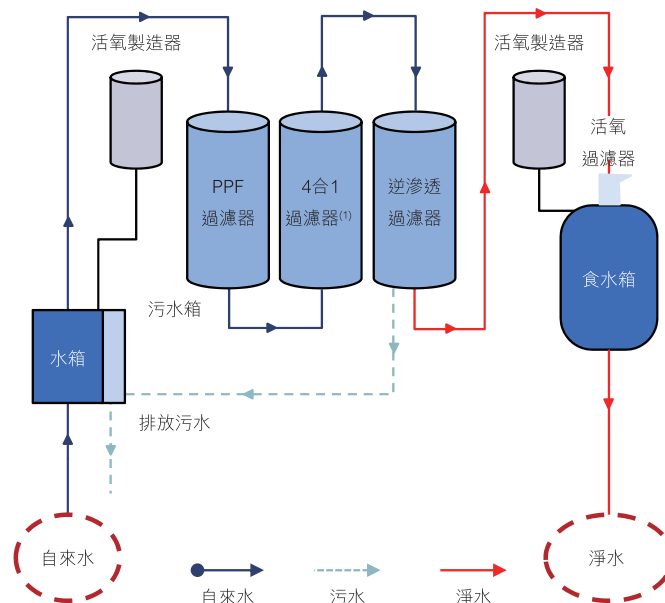 活氧製造器
活氧製造器
活氧
過濾器
PPF
過濾器
4合1
過濾器(1)
逆滲透
過濾器
食水箱
污水箱
水箱
排放污水
自來水
淨水
自來水
污水
淨水